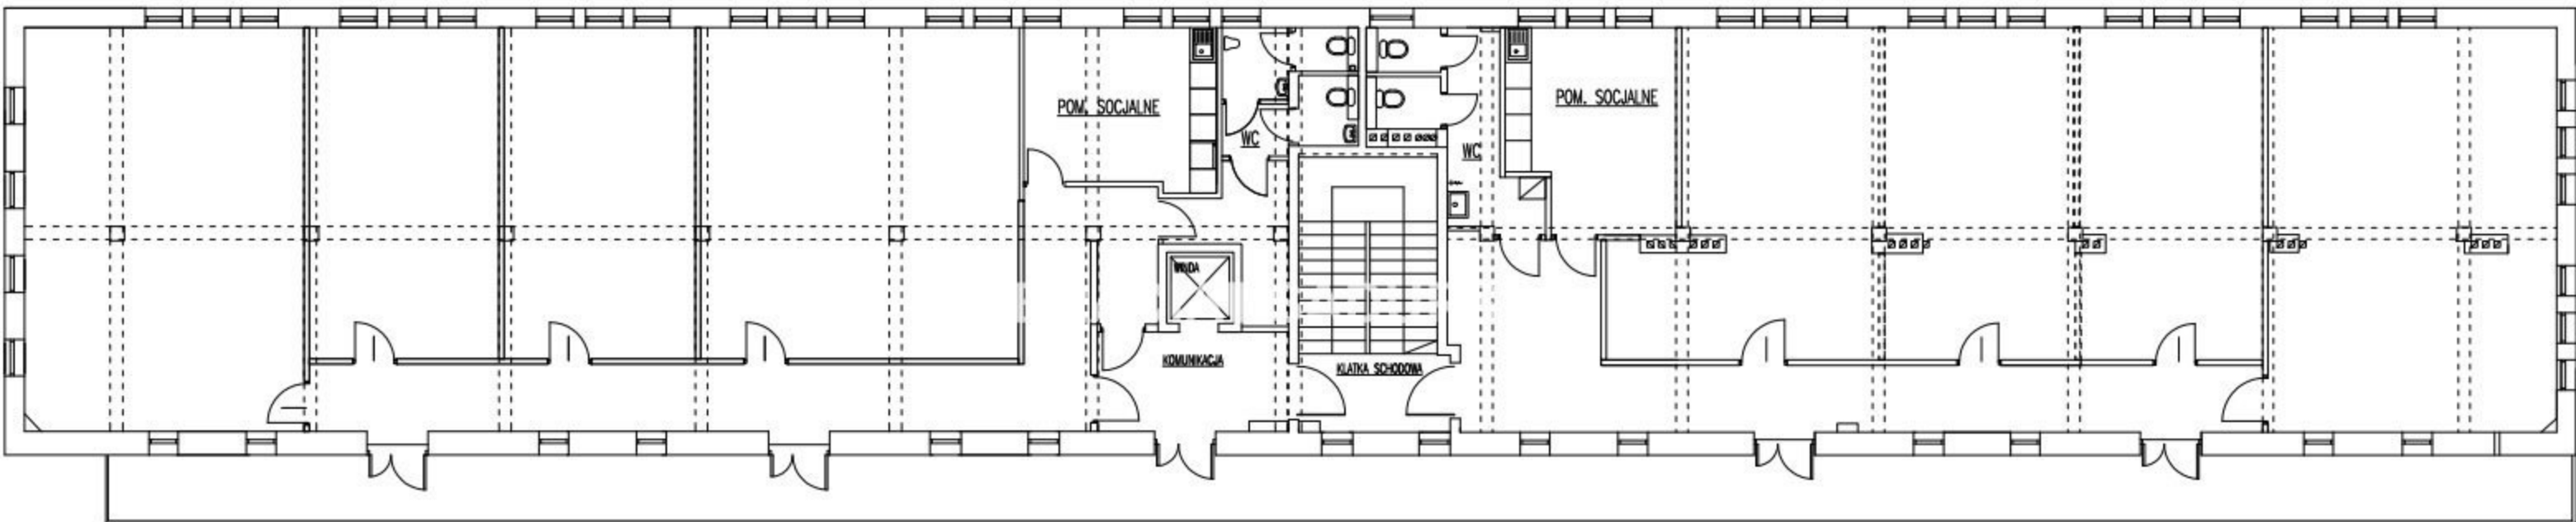 POM. SOCJALNE
POM. SOCJALNE
WC
WC
WINDA
KOMUNIKACJA
KLATKA SCHODOWA